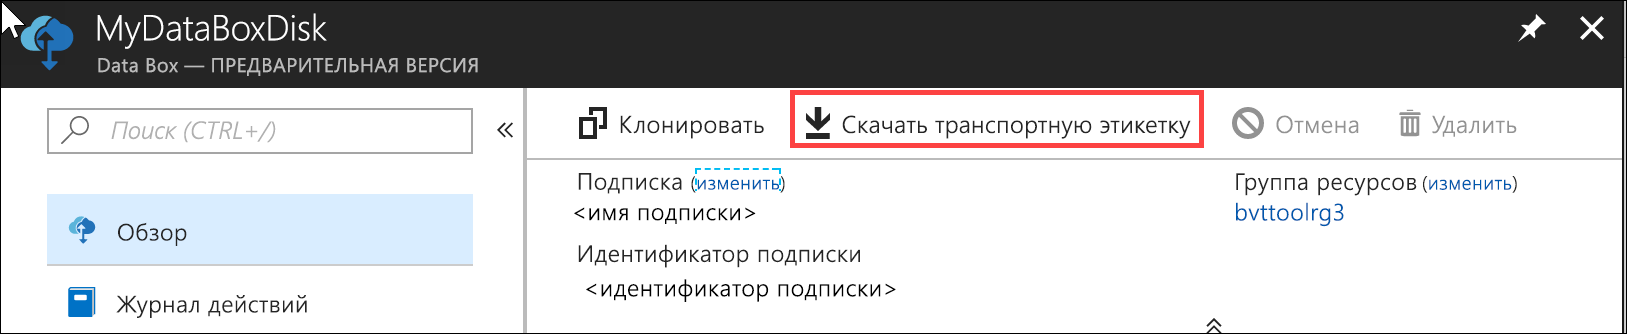 MyDataBoxDisk
Data Box — ПРЕДВАРИТЕЛЬНАЯ ВЕРСИЯ
Поиск (CTRL+/)
Обзор
Журнал действий
Клонировать Скачать транспортную этикетку Отмена Удалить
Подписка (изменить)
<имя подписки>
Идентификатор подписки
<идентификатор подписки>
Группа ресурсов (изменить)
bvttoolrg3